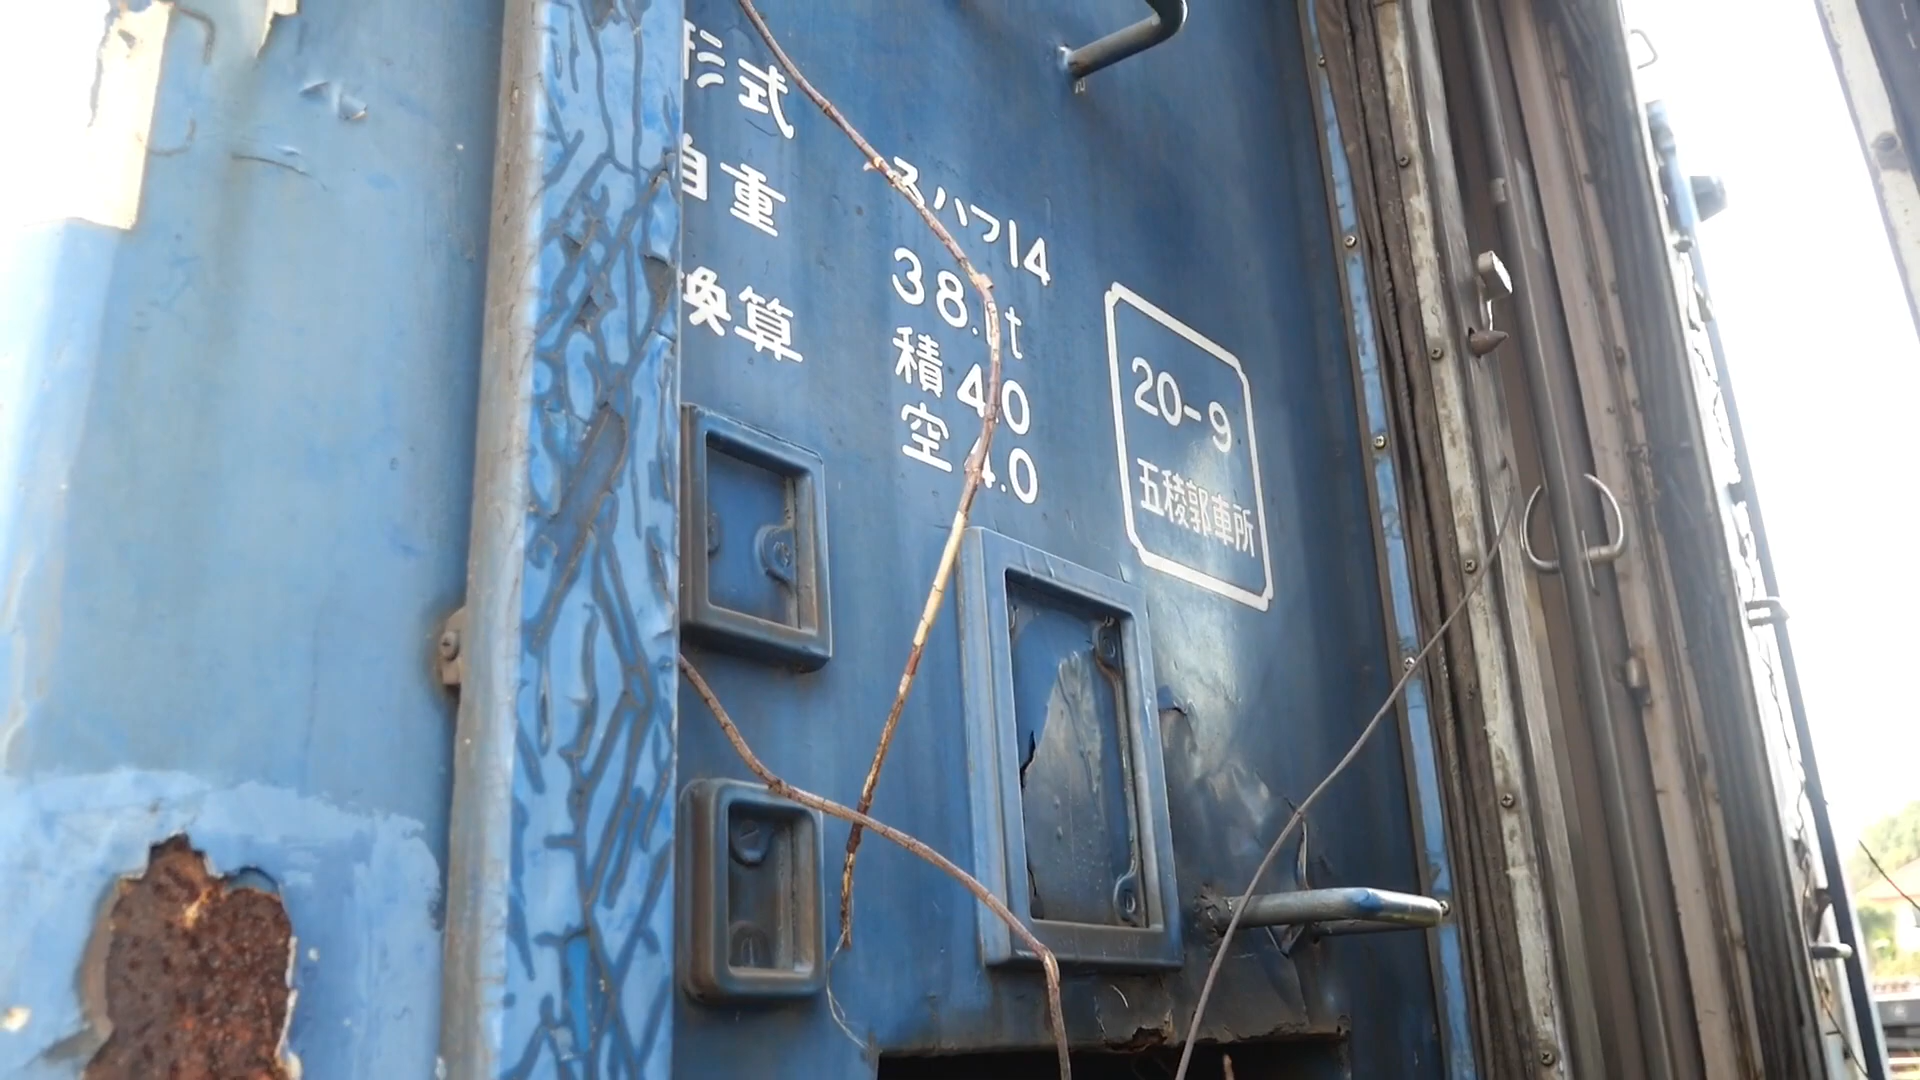 形式 スハフ14
自重 38.1t
換算 積 4.0
空 4.0
20-9
五稜郭車所